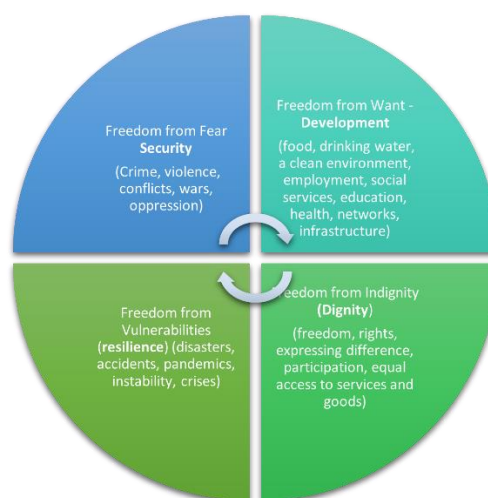 Freedom from Fear
Security
(Crime, violence,
conflicts, wars,
oppression)
Freedom from Want -
Development
(food, drinking water,
a clean environment,
employment, social
services, education,
health, networks,
infrastructure)
Freedom from
Vulnerabilities
(resilience) (disasters,
accidents, pandemics,
instability, crises)
reedom from Indignity
(Dignity)
(freedom, rights,
expressing difference,
participation, equal
access to services and
goods)